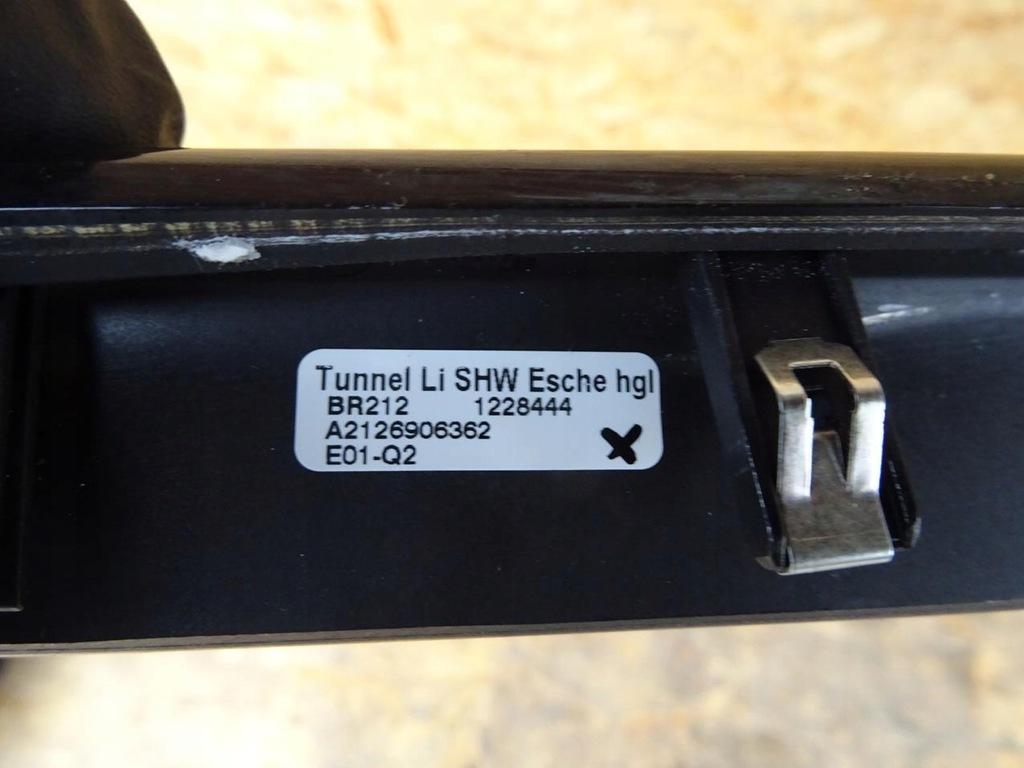 Tunnel Li SHW Esche hgl
BR212 1228444
A2126906362
E01-Q2